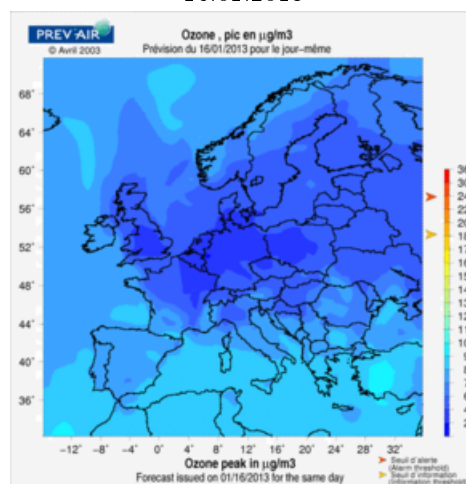 PREV'AIR
© Avril 2003
Ozone , pic en µg/m3
Prévision du 16/01/2013 pour le jour-même
68°
64°
60°
56°
52°
48°
44°
40°
36°
-12° -8° -4° 0° 4° 8° 12° 16° 20° 24° 28° 32°
Ozone peak in µg/m3
Forecast issued on 01/16/2013 for the same day
Seuil d'alerte
(Alarm threshold)
Seuil d'information
(Information threshold)